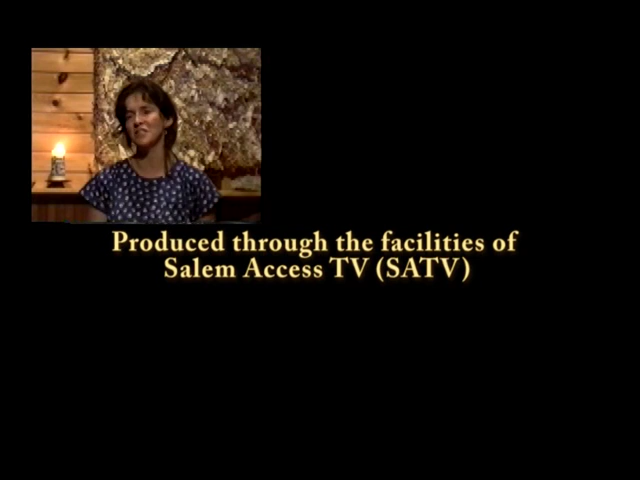 Produced through the facilities of
Salem Access TV (SATV)